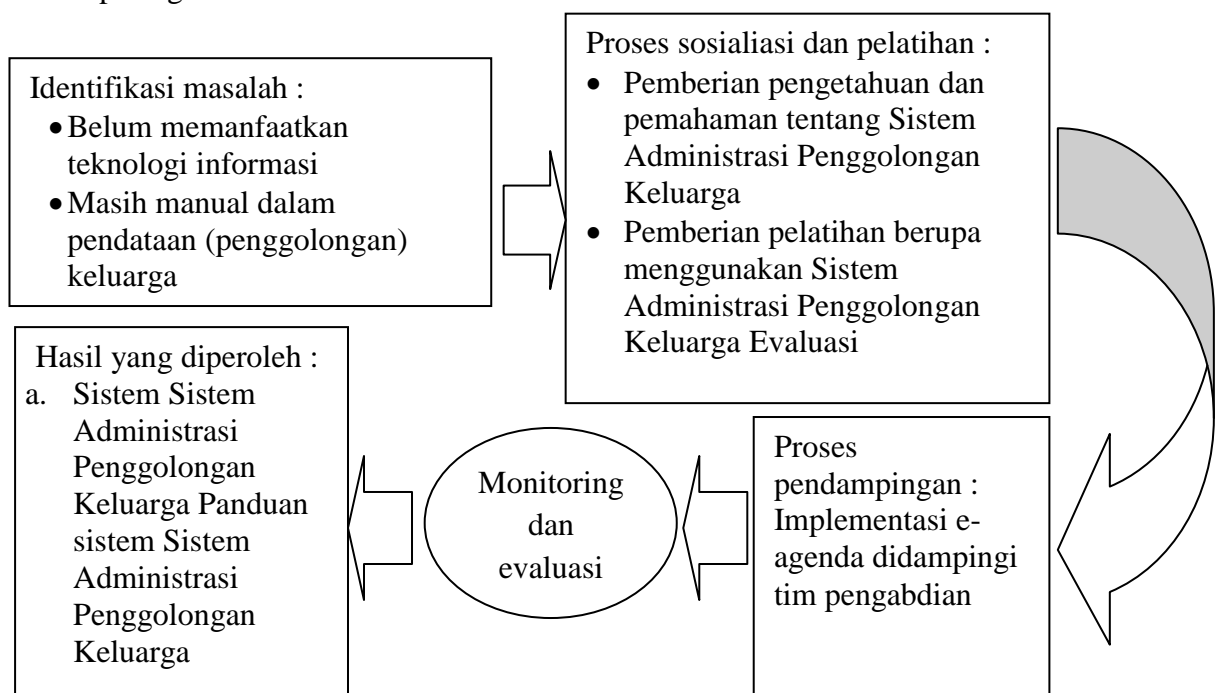 Identifikasi masalah :
• Belum memanfaatkan
teknologi informasi
• Masih manual dalam
pendataan (penggolongan)
keluarga
Proses sosialiasi dan pelatihan :
• Pemberian pengetahuan dan
pemahaman tentang Sistem
Administrasi Penggolongan
Keluarga
• Pemberian pelatihan berupa
menggunakan Sistem
Administrasi Penggolongan
Keluarga Evaluasi
Proses
pendampingan :
Implementasi e-
agenda didampingi
tim pengabdian
Monitoring
dan
evaluasi
Hasil yang diperoleh :
a. Sistem Sistem
Administrasi
Penggolongan
Keluarga Panduan
sistem Sistem
Administrasi
Penggolongan
Keluarga